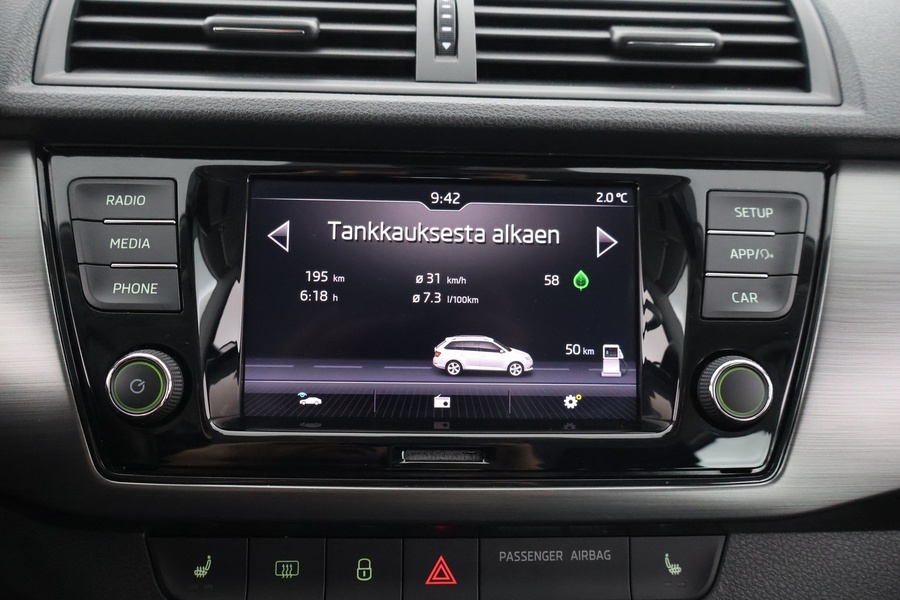 9:42 2.0 °C
RADIO
MEDIA
PHONE
Tankkauksesta alkaen
195 km ø 31 km/h 58
6:18 h ø 7.3 l/100km
50 km
SETUP
APP/
CAR
PASSENGER AIRBAG